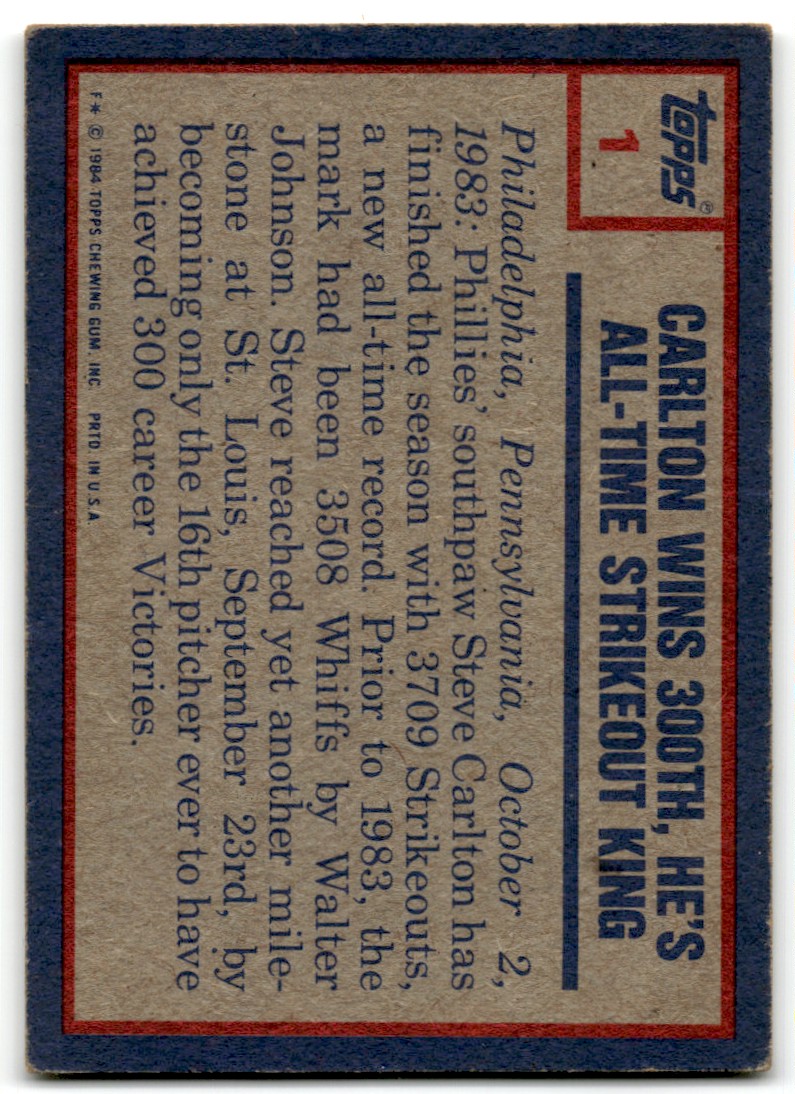 topps
1
CARLTON WINS 300TH, HE'S
ALL-TIME STRIKEOUT KING
Philadelphia, Pennsylvania, October 2,
1983: Phillies' southpaw Steve Carlton has
finished the season with 3709 Strikeouts,
a new all-time record. Prior to 1983, the
mark had been 3508 Whiffs by Walter
Johnson. Steve reached yet another mile-
stone at St. Louis, September 23rd, by
becoming only the 16th pitcher ever to have
achieved 300 career Victories.
F* © 1984 TOPPS CHEWING GUM, INC. PRTD. IN U.S.A.